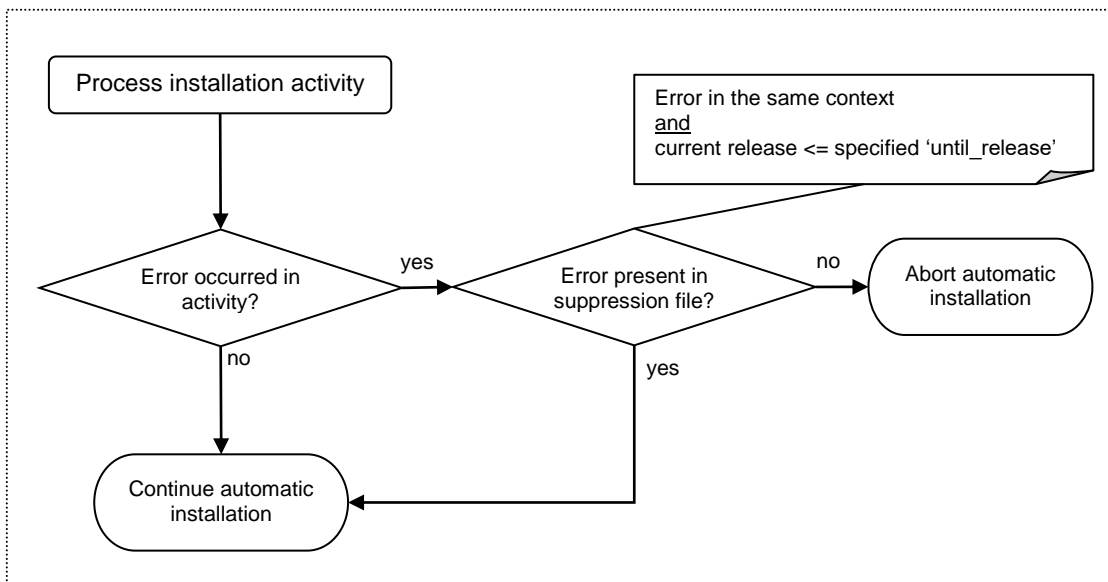 Process installation activity
Error in the same context
and
current release <= specified ‘until_release’
Error occurred in
activity?
yes
Error present in
suppression file?
no
Abort automatic
installation
no
yes
Continue automatic
installation